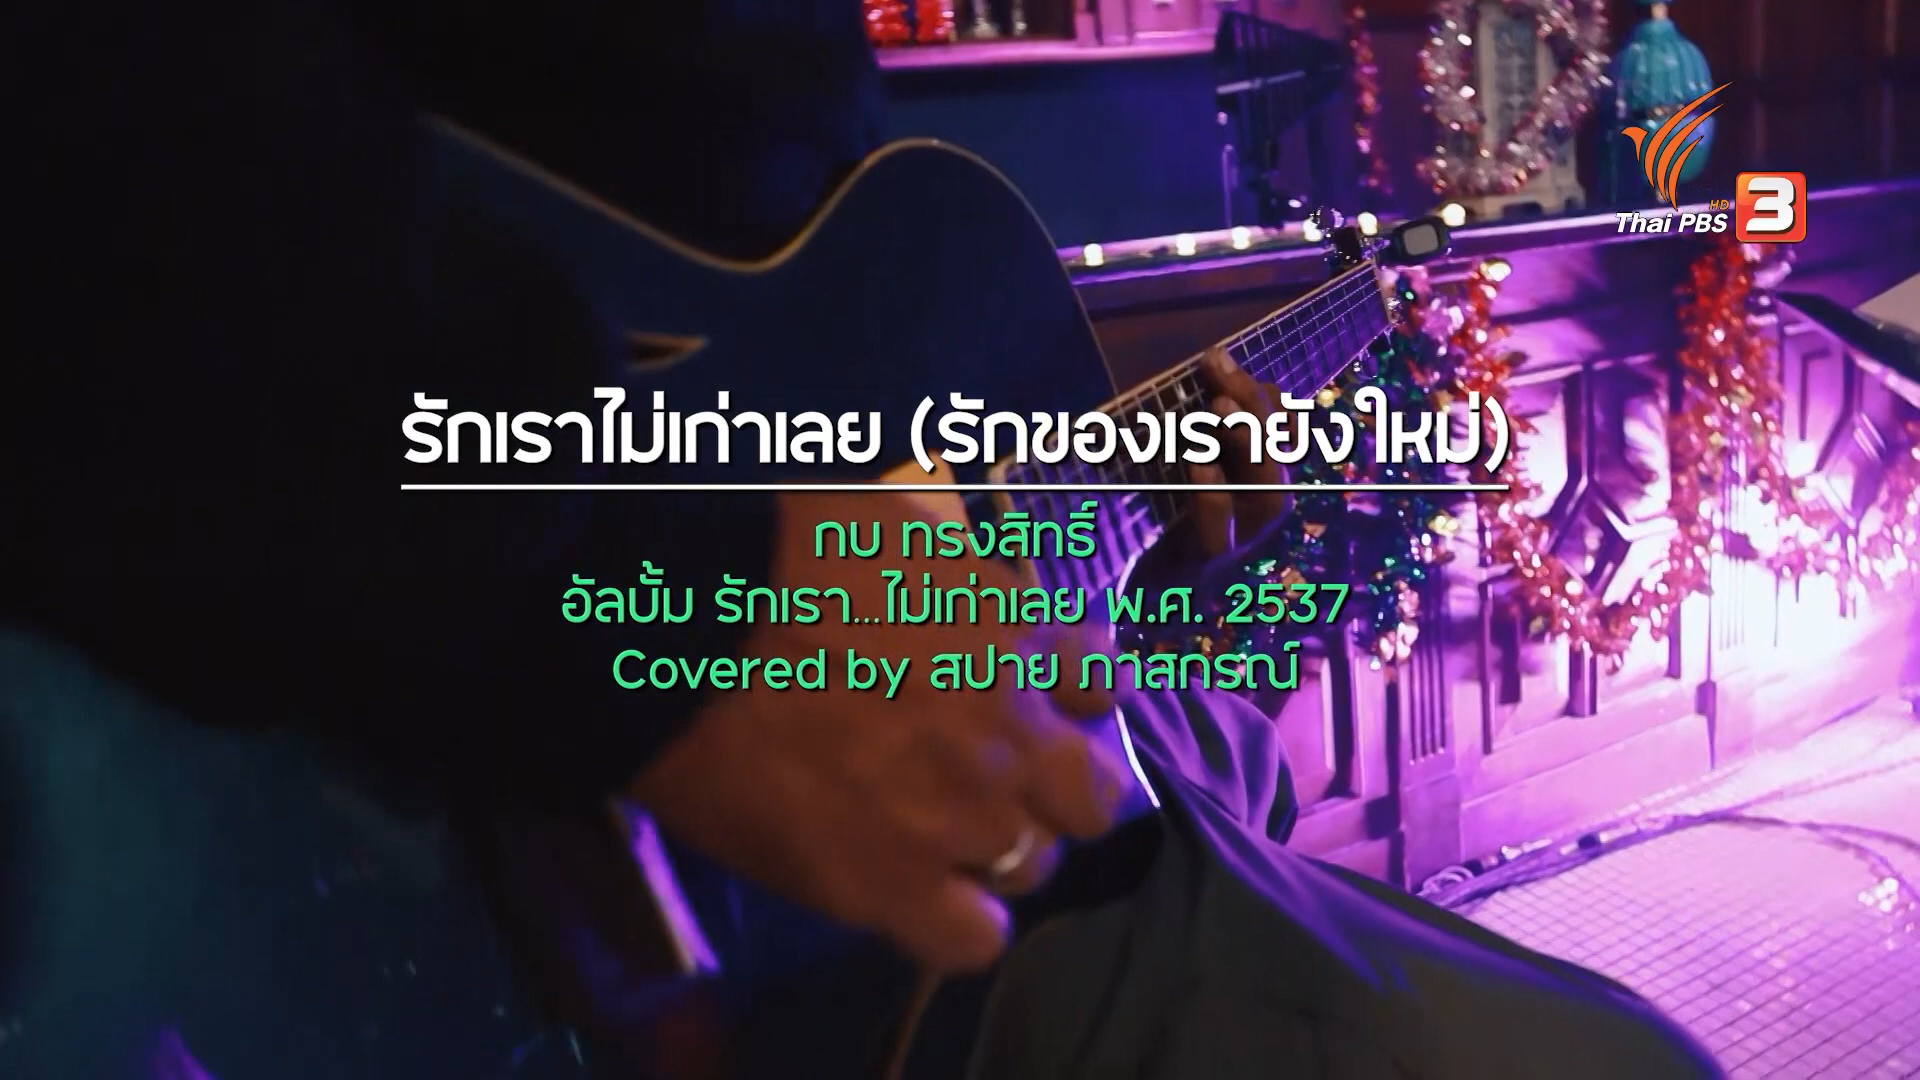 Thai PBS HD 3
รักเราไม่เก่าเลย (รักของเรายังใหม่)
กบ ทรงสิทธิ์
อัลบั้ม รักเรา...ไม่เก่าเลย พ.ศ. 2537
Covered by สปาย ภาสกรณ์